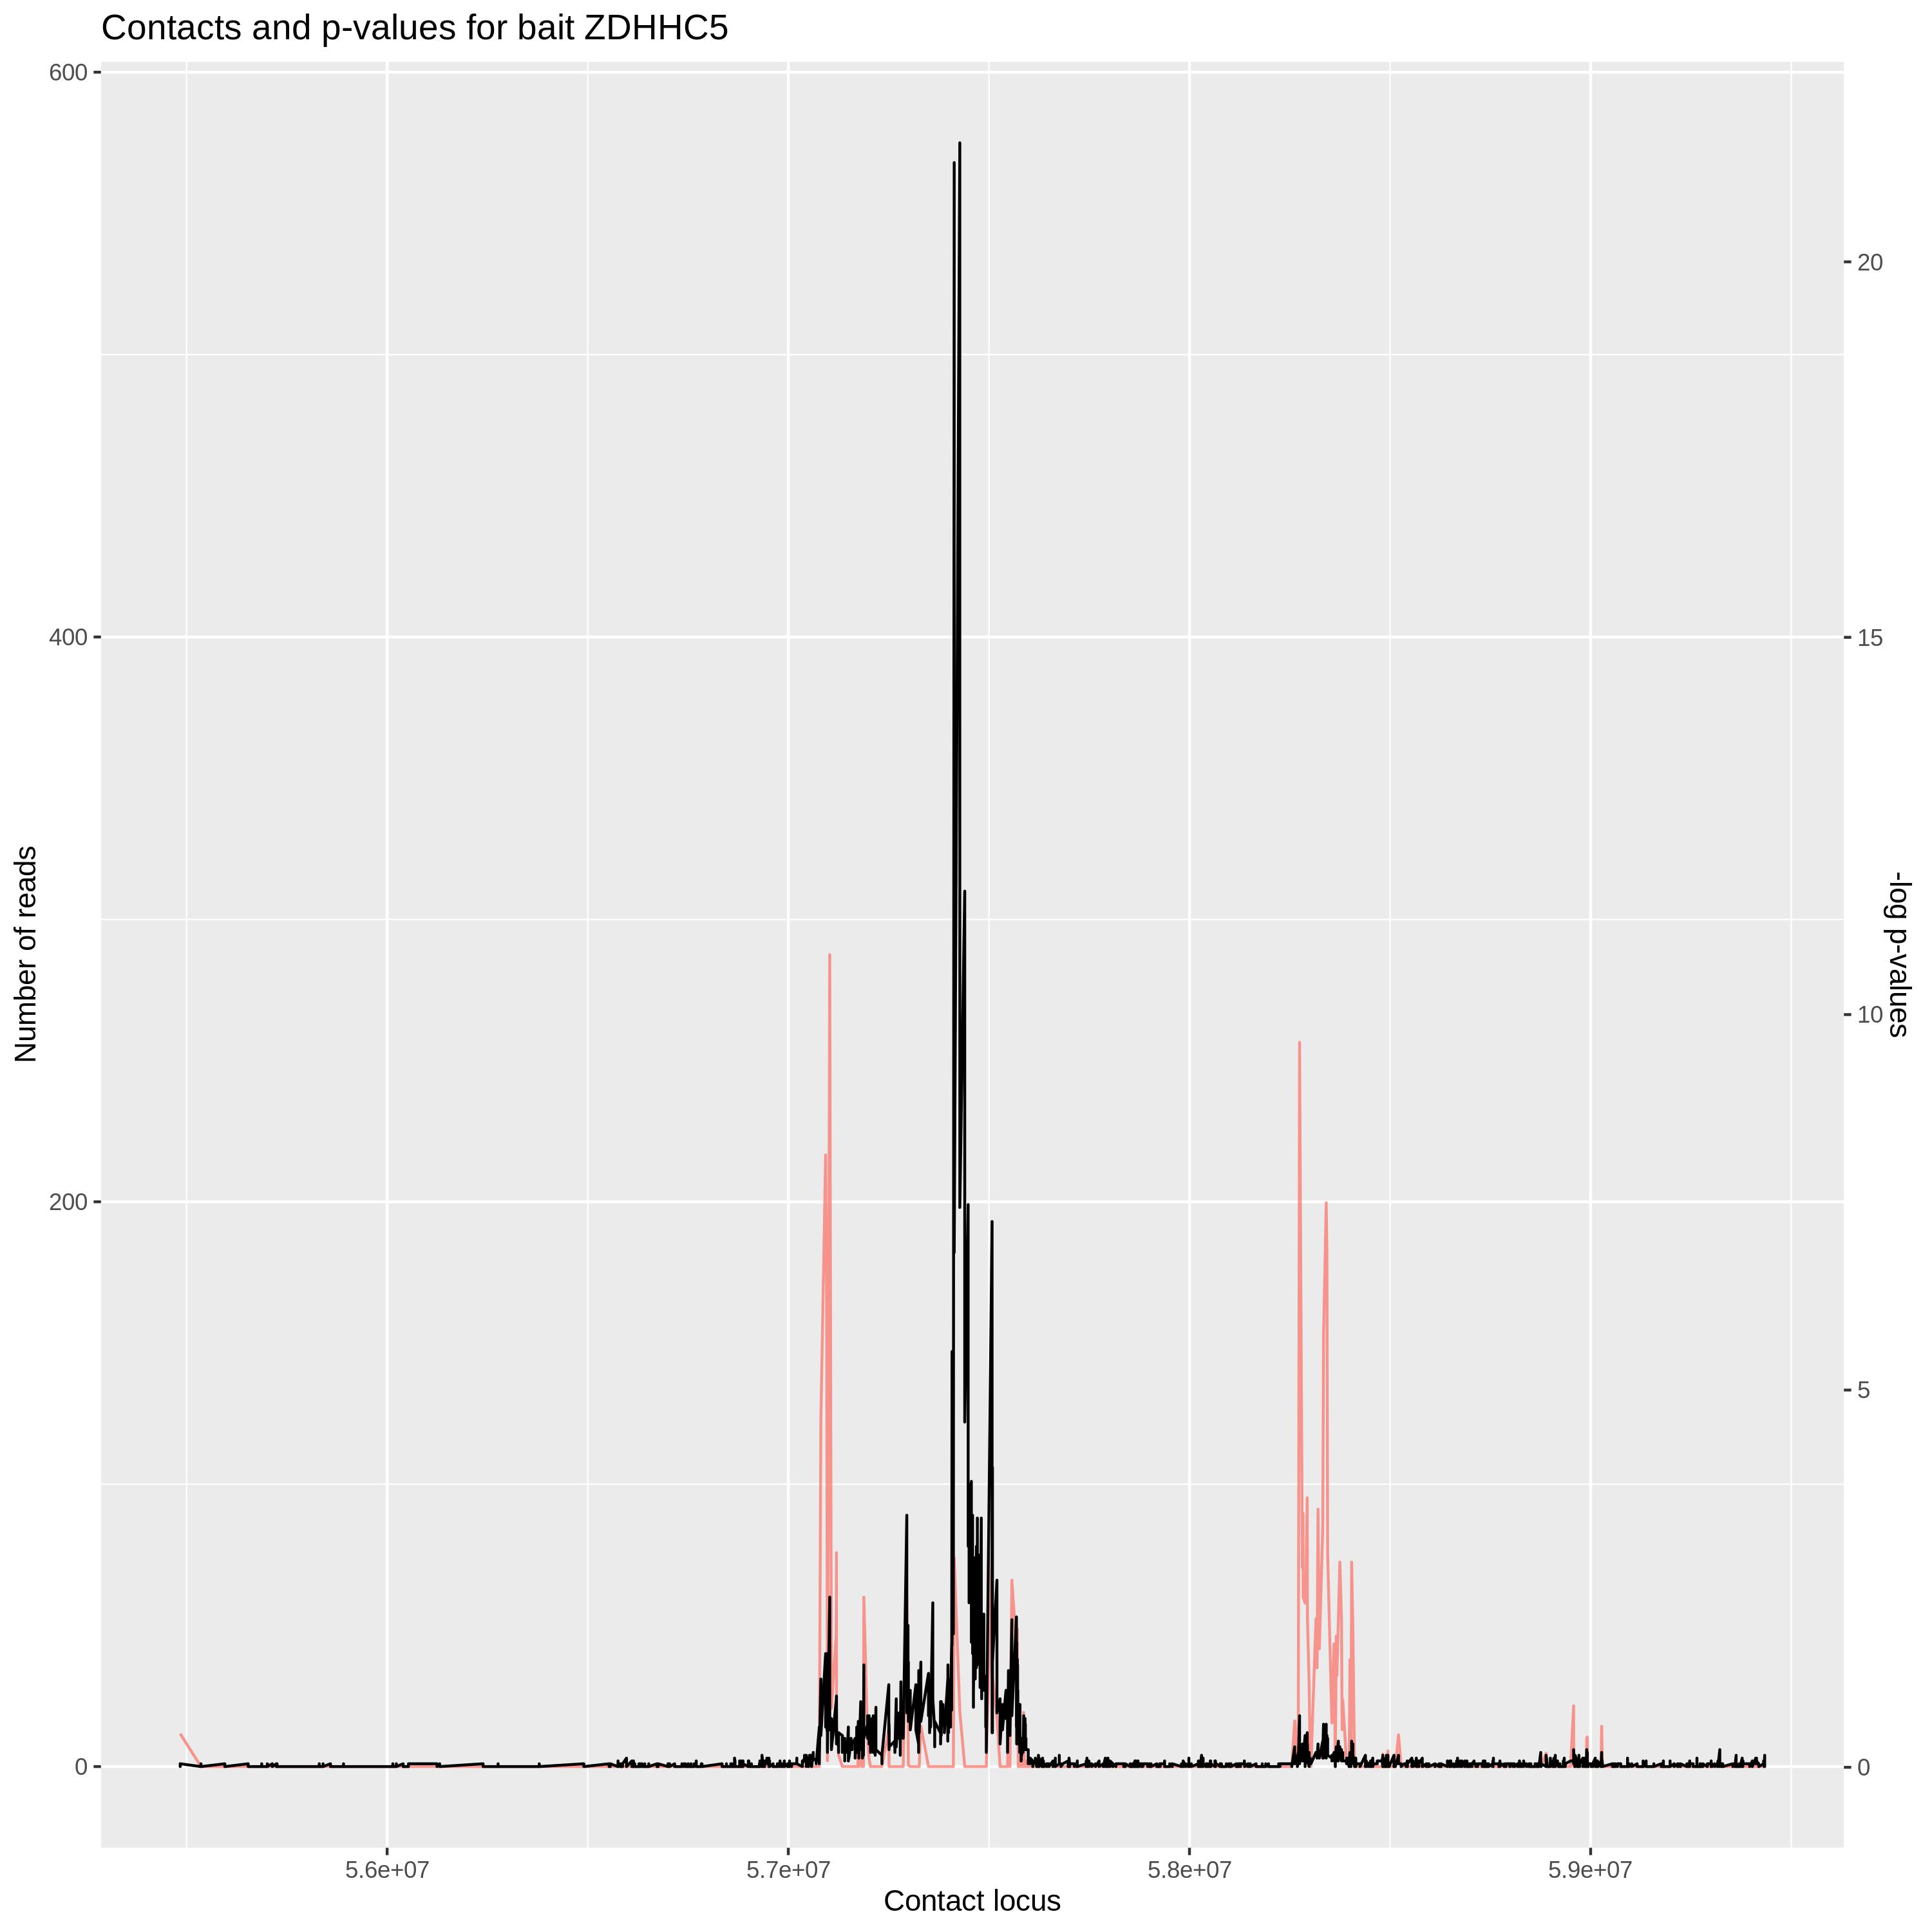 Contacts and p-values for bait ZDHHC5
600
400
200
0
Number of reads
20
15
10
5
0
-log p-values
5.6e+07
5.7e+07
5.8e+07
5.9e+07
Contact locus